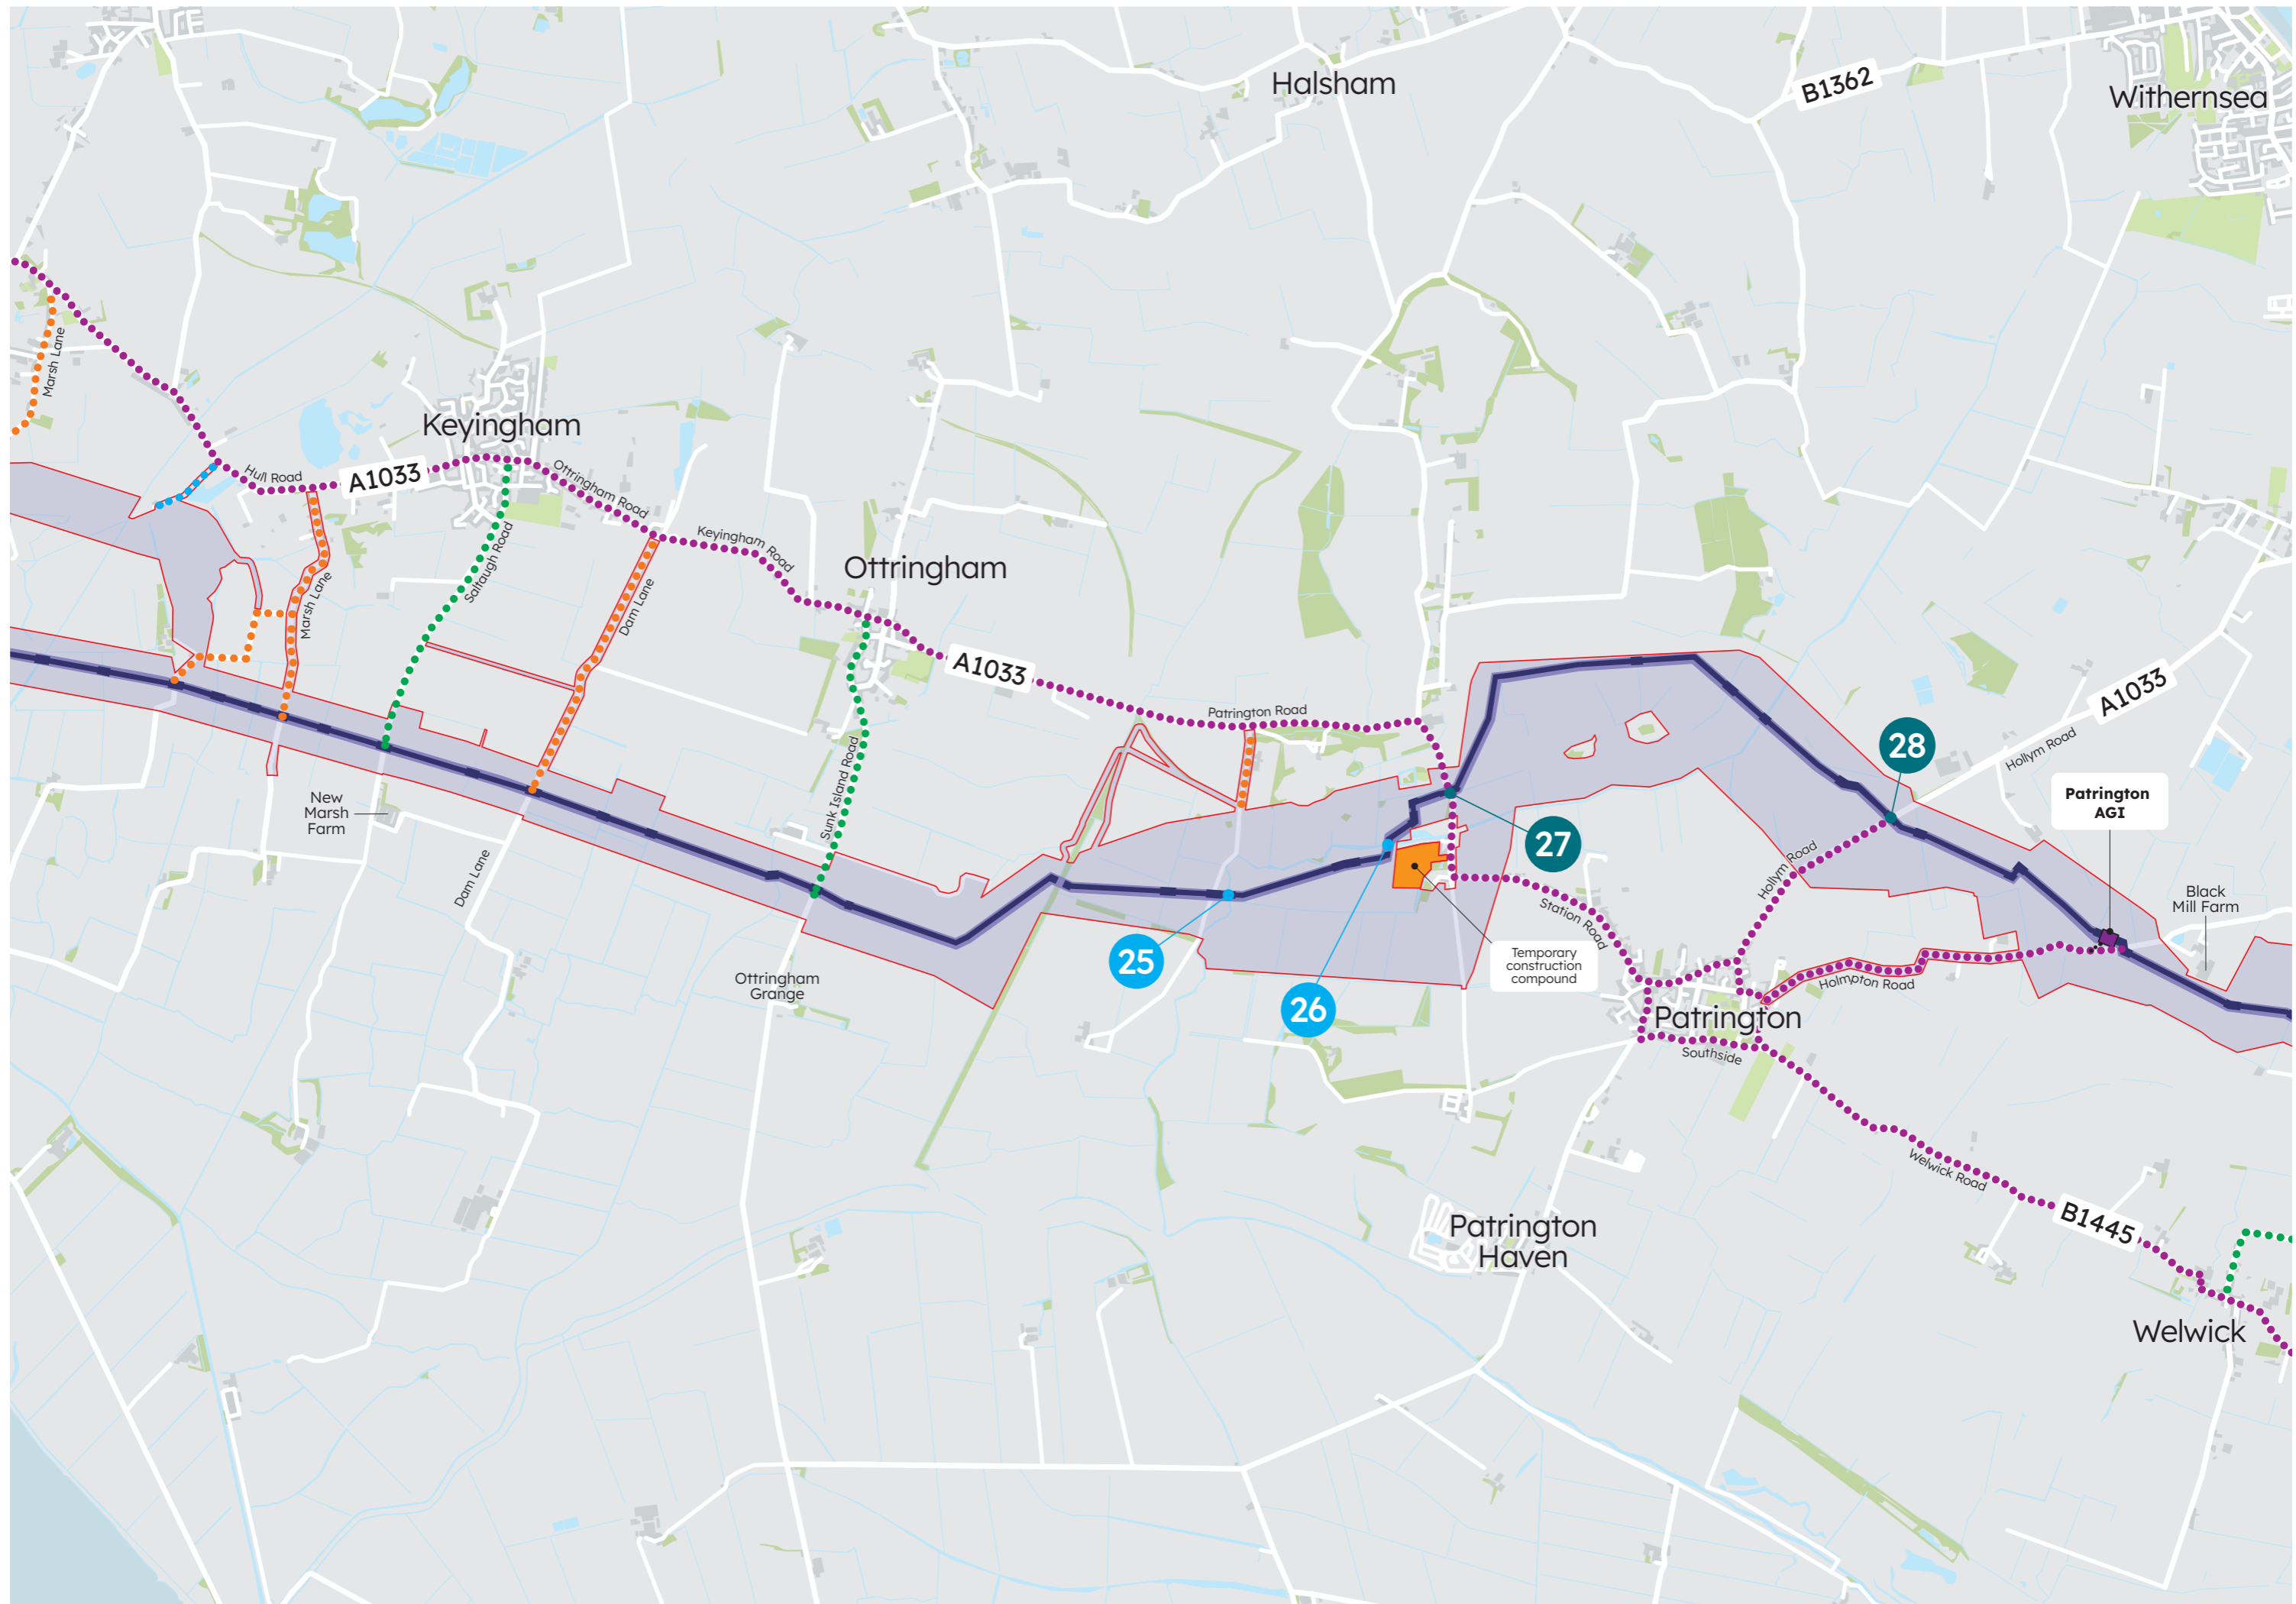 Halsham
B1362
Withernsea
Marsh Lane
Keyingham
Hull Road
A1033
Ottringham Road
Saltaugh Road
Keyingham Road
Ottringham
Marsh Lane
Dam Lane
A1033
Patrington Road
A1033
Hollym Road
28
Patrington
AGI
New
Marsh
Farm
Sunk Island Road
27
Hollym Road
Dam Lane
Black
Mill Farm
Station Road
25
Temporary
construction
compound
Ottringham
Grange
Holmpton Road
26
Patrington
Southside
Welwick Road
Patrington
Haven
B1445
Welwick